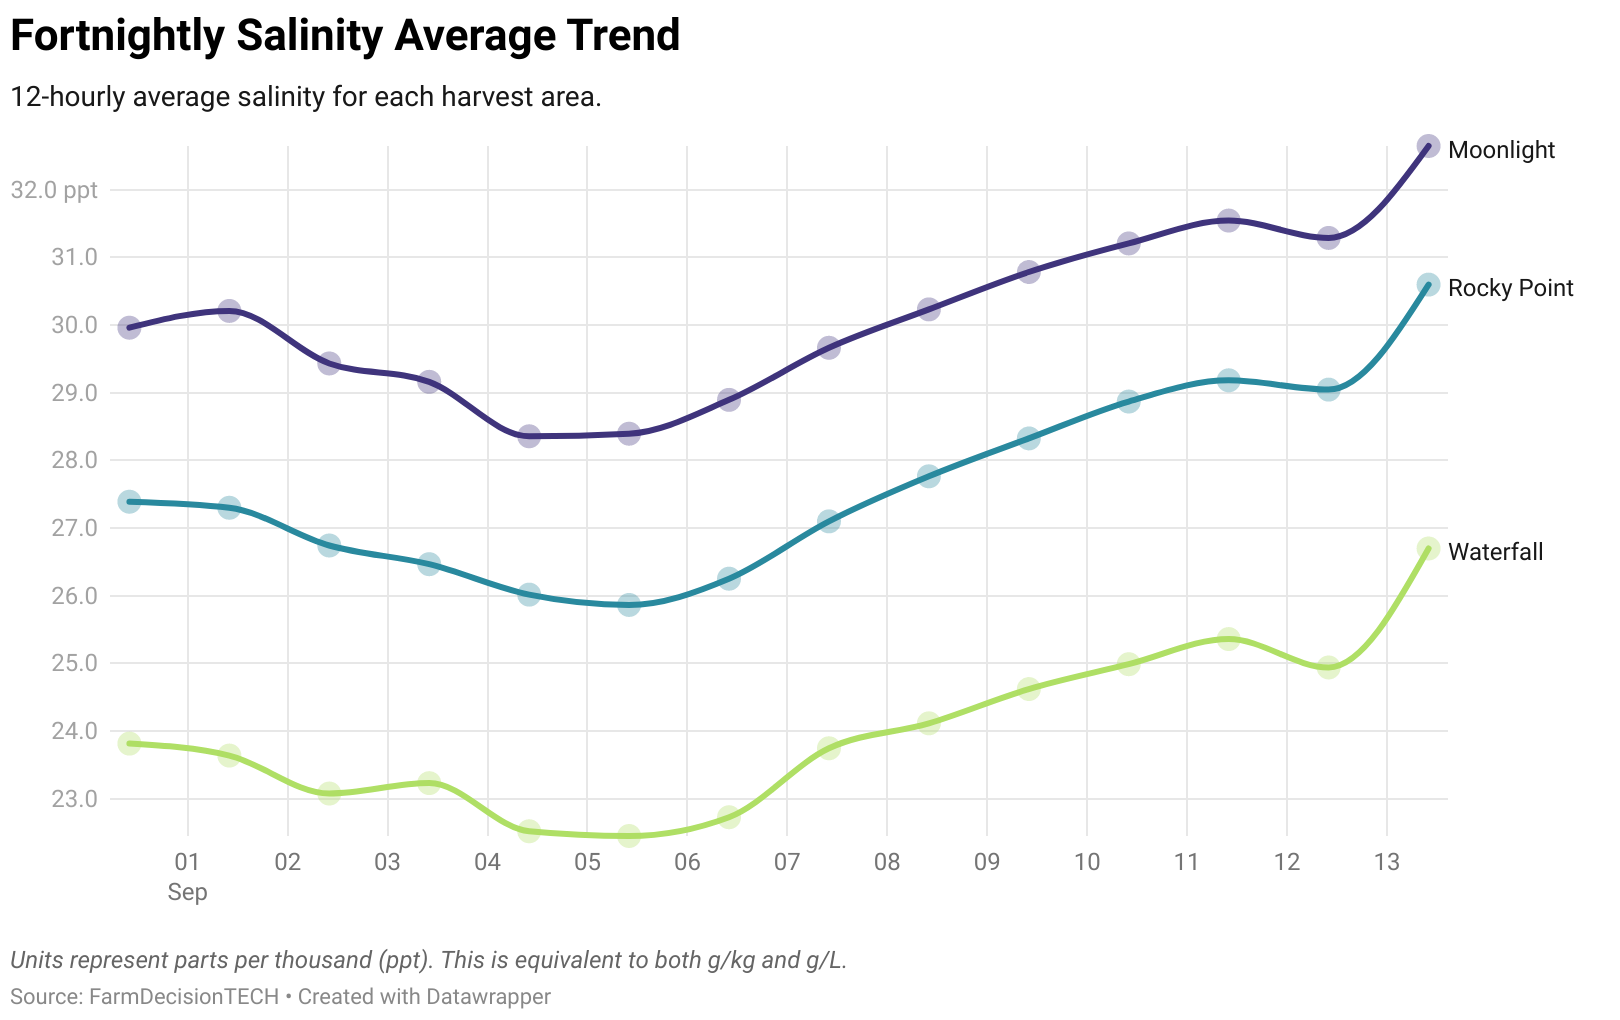 Fortnightly Salinity Average Trend
12-hourly average salinity for each harvest area.
Moonlight
32.0 ppt
31.0
Rocky Point
30.0
29.0
28.0
27.0
Waterfall
26.0
25.0
24.0
23.0
01 02 03 04 05 06 07 08 09 10 11 12 13
Sep
Units represent parts per thousand (ppt). This is equivalent to both g/kg and g/L.
Source: FarmDecisionTECH • Created with Datawrapper